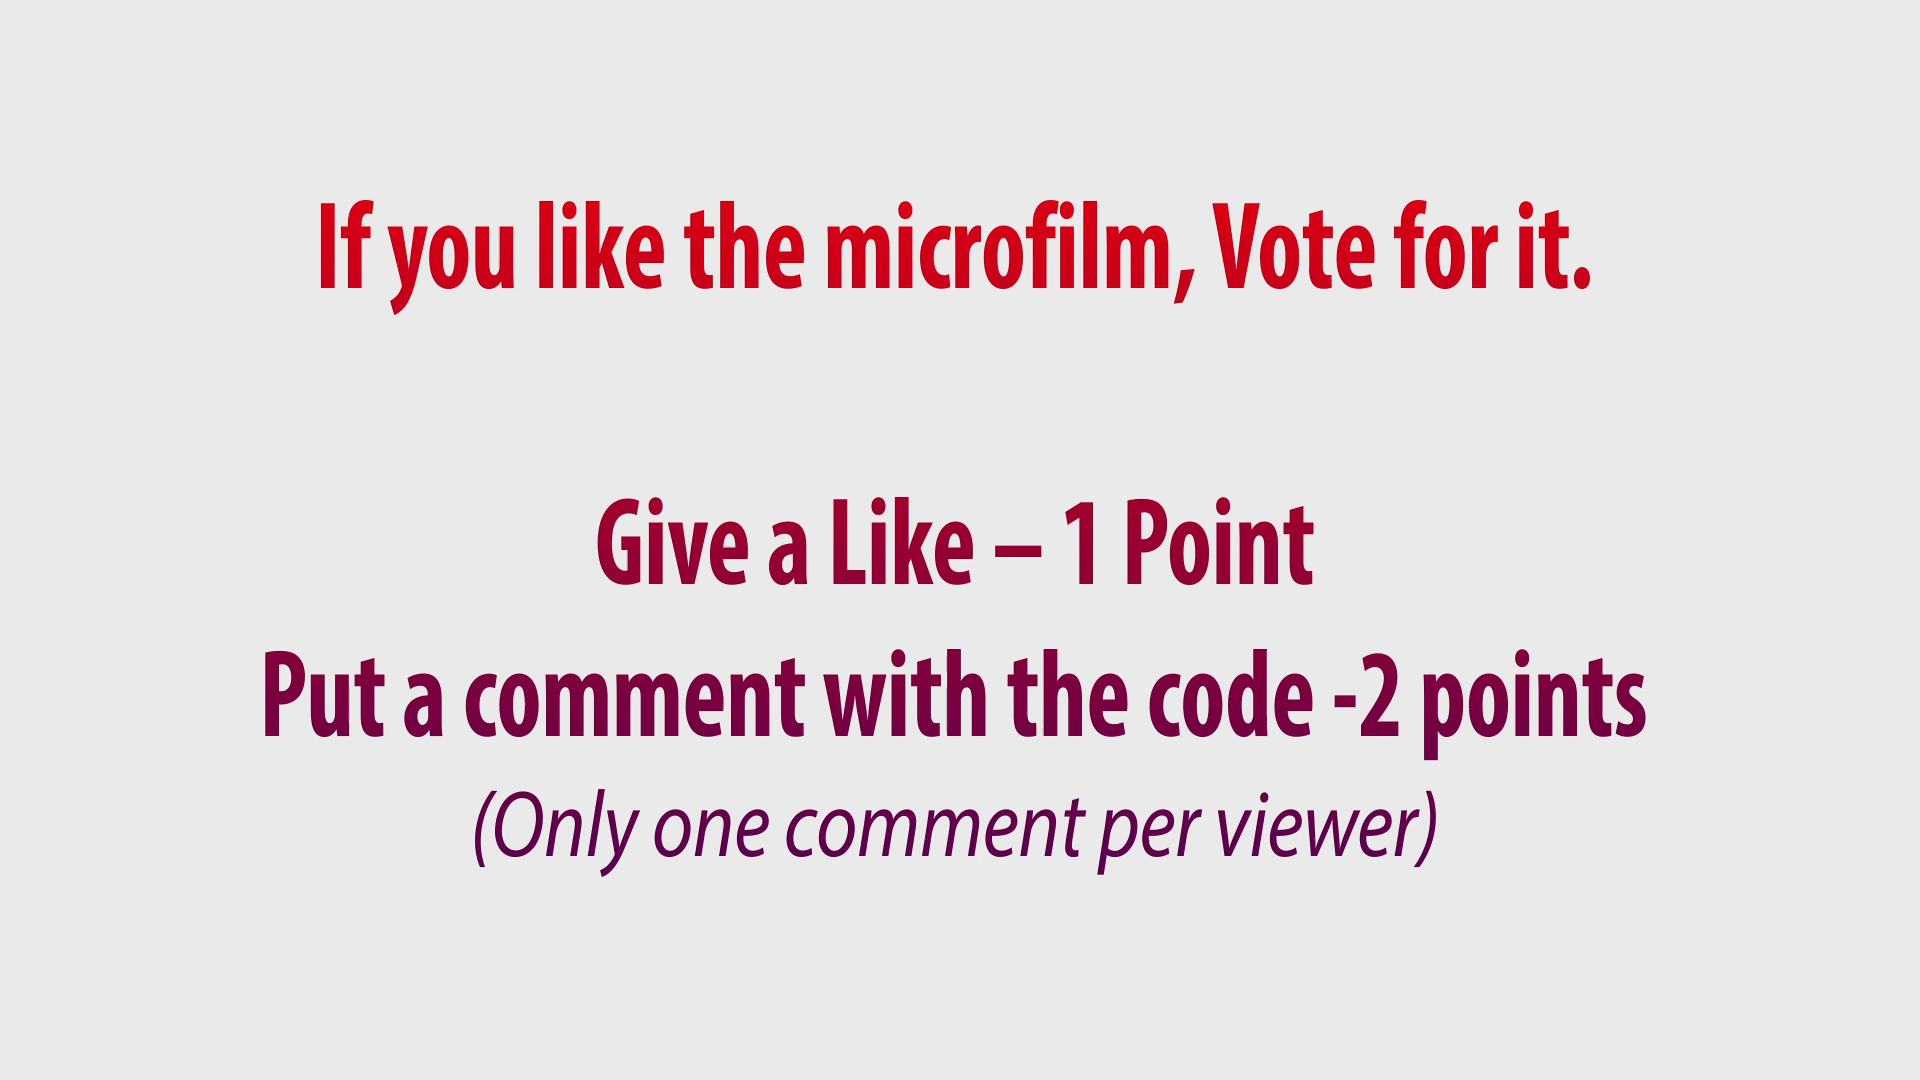 If you like the microfilm, Vote for it.
Give a Like – 1 Point
Put a comment with the code -2 points
(Only one comment per viewer)